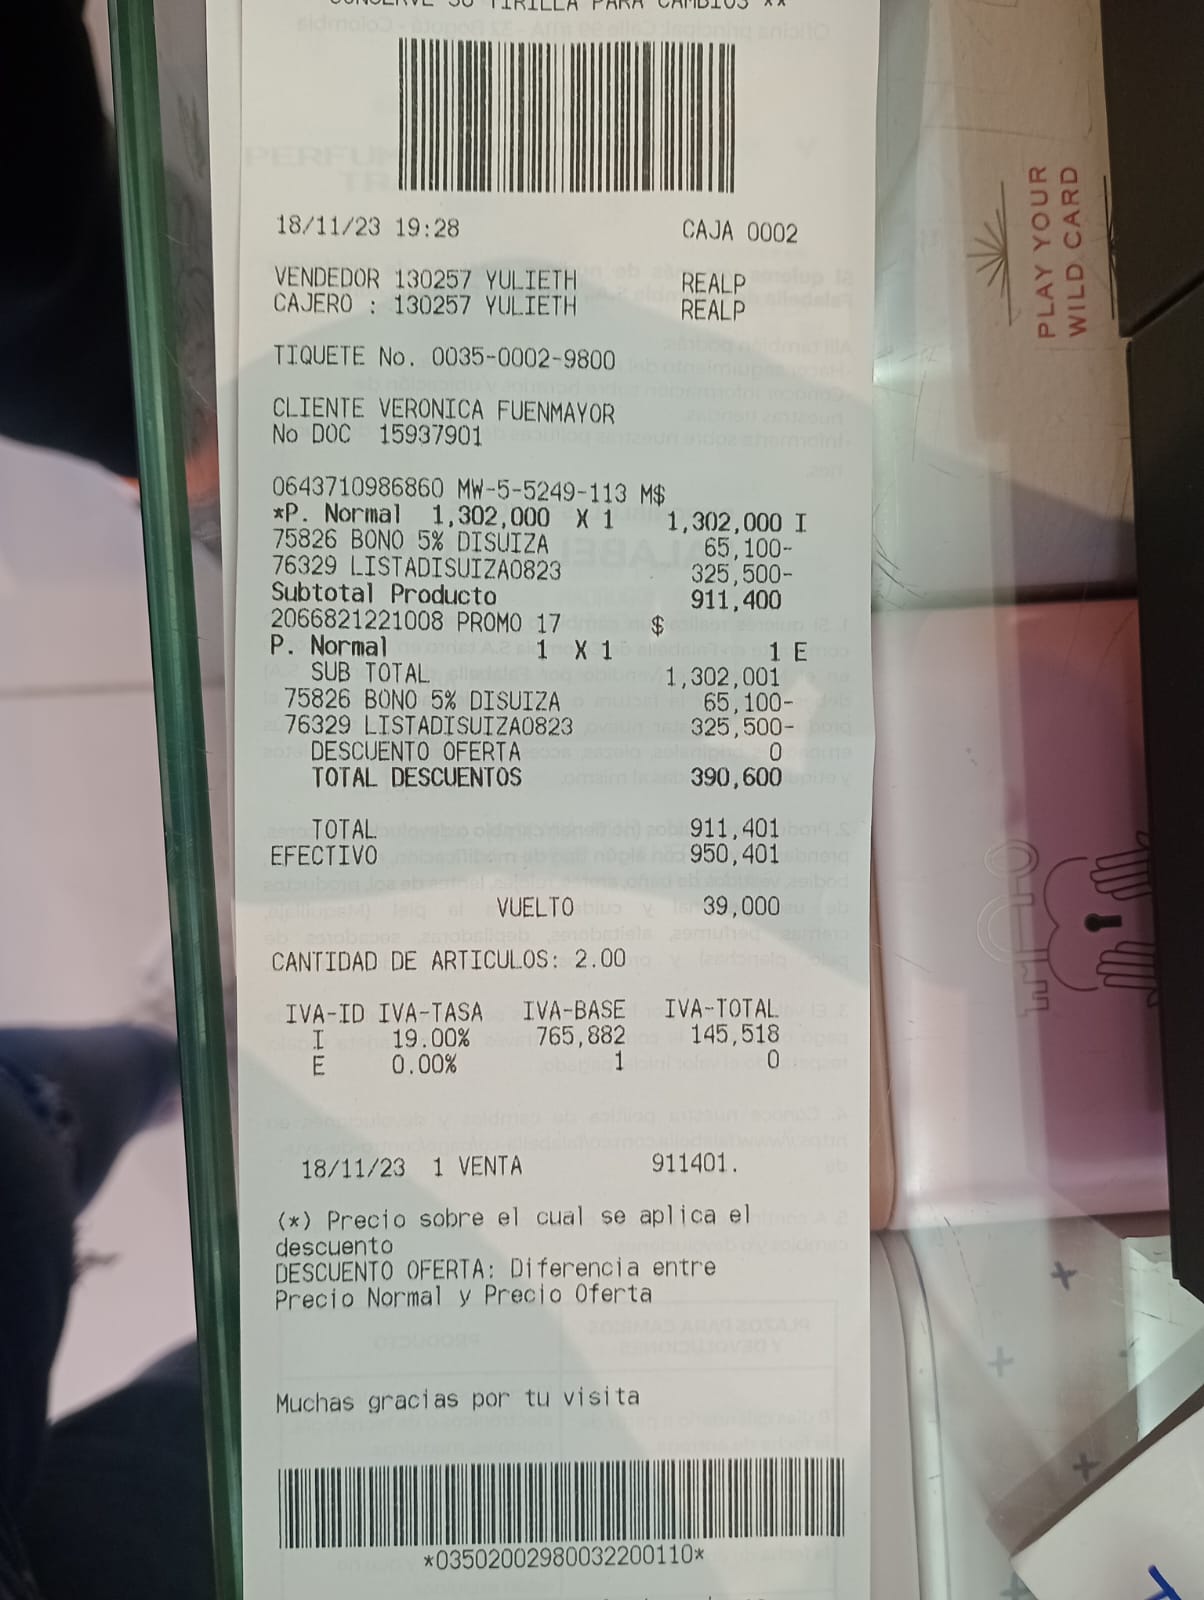 CONSERVE SU TIRILLA PARA CAMBIOS **
18/11/23 19:28 CAJA 0002
VENDEDOR 130257 YULIETH REALP
CAJERO : 130257 YULIETH REALP
TIQUETE No. 0035-0002-9800
CLIENTE VERONICA FUENMAYOR
No DOC 15937901
0643710986860 MW-5-5249-113 M$
*P. Normal 1,302,000 X 1 1,302,000 I
75826 BONO 5% DISUIZA 65,100-
76329 LISTADISUIZA0823 325,500-
Subtotal Producto 911,400
2066821221008 PROMO 17 $
P. Normal 1 X 1 1 E
SUB TOTAL 1,302,001
75826 BONO 5% DISUIZA 65,100-
76329 LISTADISUIZA0823 325,500-
DESCUENTO OFERTA 0
TOTAL DESCUENTOS 390,600
TOTAL 911,401
EFECTIVO 950,401
VUELTO 39,000
CANTIDAD DE ARTICULOS: 2.00
IVA-ID IVA-TASA IVA-BASE IVA-TOTAL
I 19.00% 765,882 145,518
E 0.00% 1 0
18/11/23 1 VENTA 911401.
(*) Precio sobre el cual se aplica el
descuento
DESCUENTO OFERTA: Diferencia entre
Precio Normal y Precio Oferta
Muchas gracias por tu visita
*03502002980032200110*
PLAY YOUR
WILD CARD